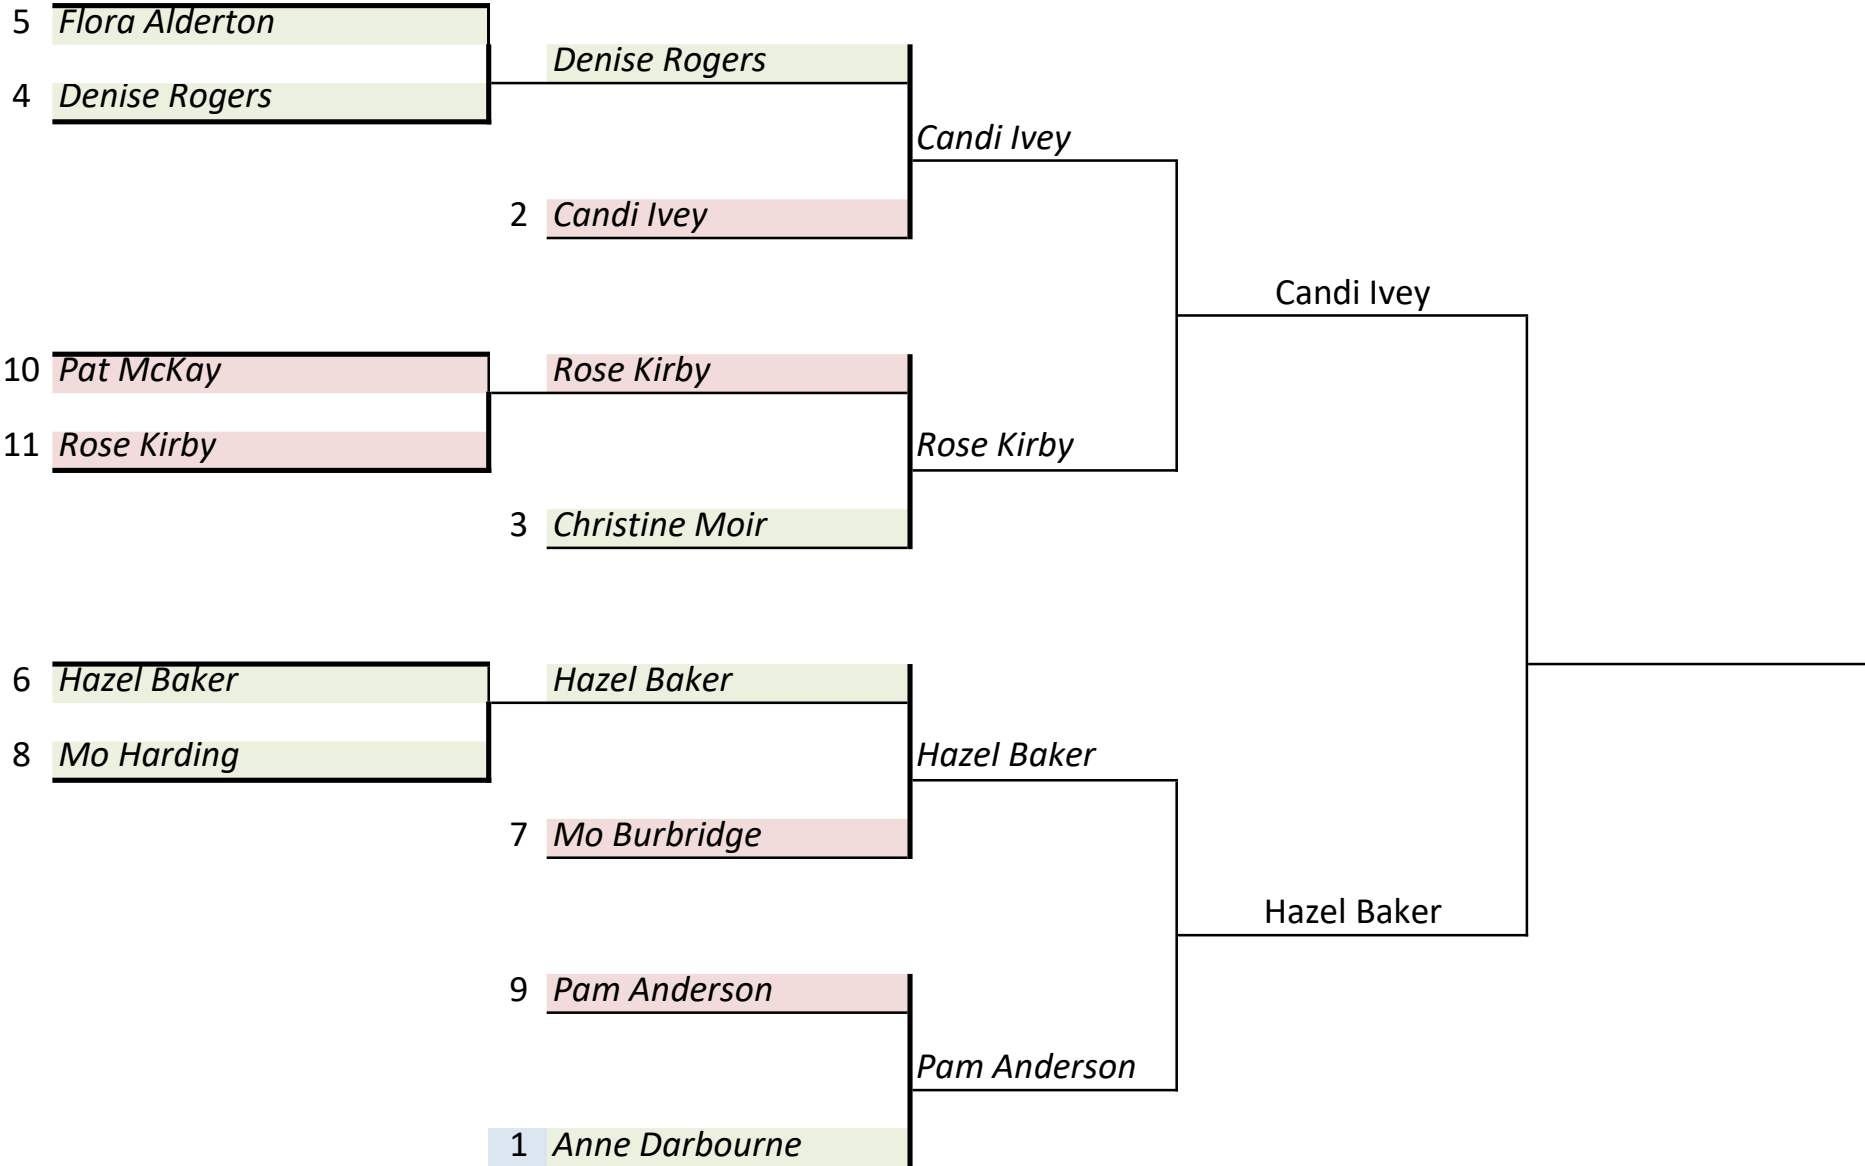 5 Flora Alderton
Denise Rogers
4 Denise Rogers
Candi Ivey
2 Candi Ivey
Candi Ivey
10 Pat McKay
Rose Kirby
11 Rose Kirby
Rose Kirby
3 Christine Moir
6 Hazel Baker
Hazel Baker
8 Mo Harding
Hazel Baker
7 Mo Burbridge
Hazel Baker
9 Pam Anderson
Pam Anderson
1 Anne Darbourne